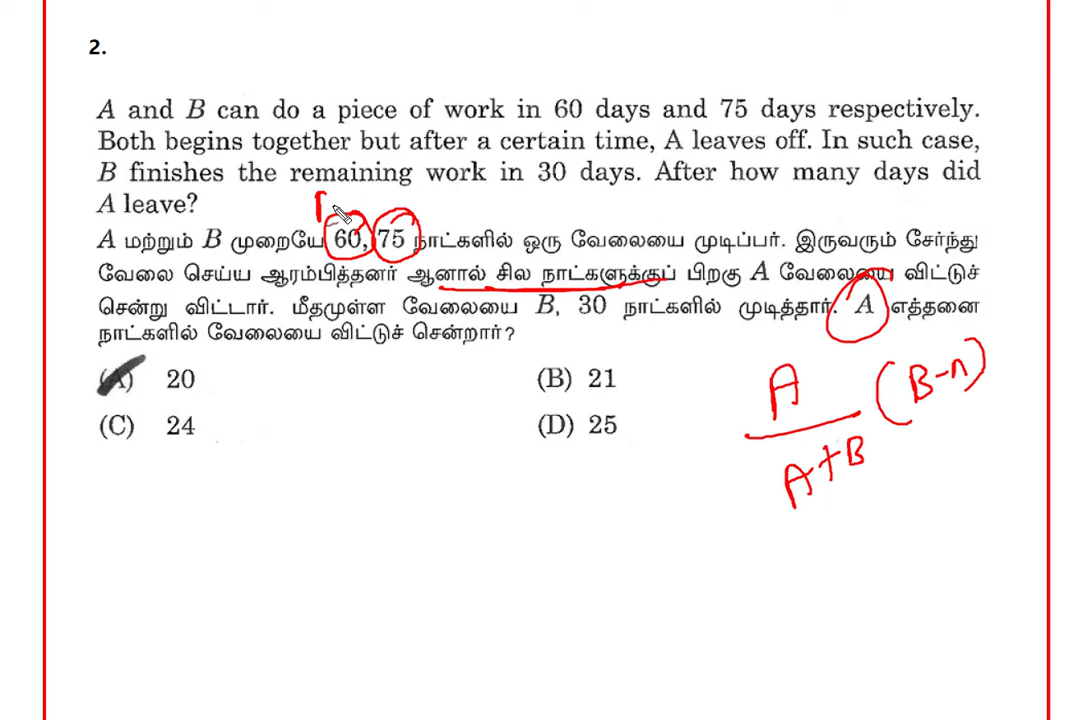 2.
A and B can do a piece of work in 60 days and 75 days respectively.
Both begins together but after a certain time, A leaves off. In such case,
B finishes the remaining work in 30 days. After how many days did
A leave?
A மற்றும் B முறையே 60, 75 நாட்களில் ஒரு வேலையை முடிப்பர். இருவரும் சேர்ந்து
வேலை செய்ய ஆரம்பித்தனர் ஆனால் சில நாட்களுக்குப் பிறகு A வேலையை விட்டுச்
சென்று விட்டார். மீதமுள்ள வேலையை B, 30 நாட்களில் முடித்தார். A எத்தனை
நாட்களில் வேலையை விட்டுச் சென்றார்?
(A) 20 (B) 21
(C) 24 (D) 25
A (B-n)
A+B